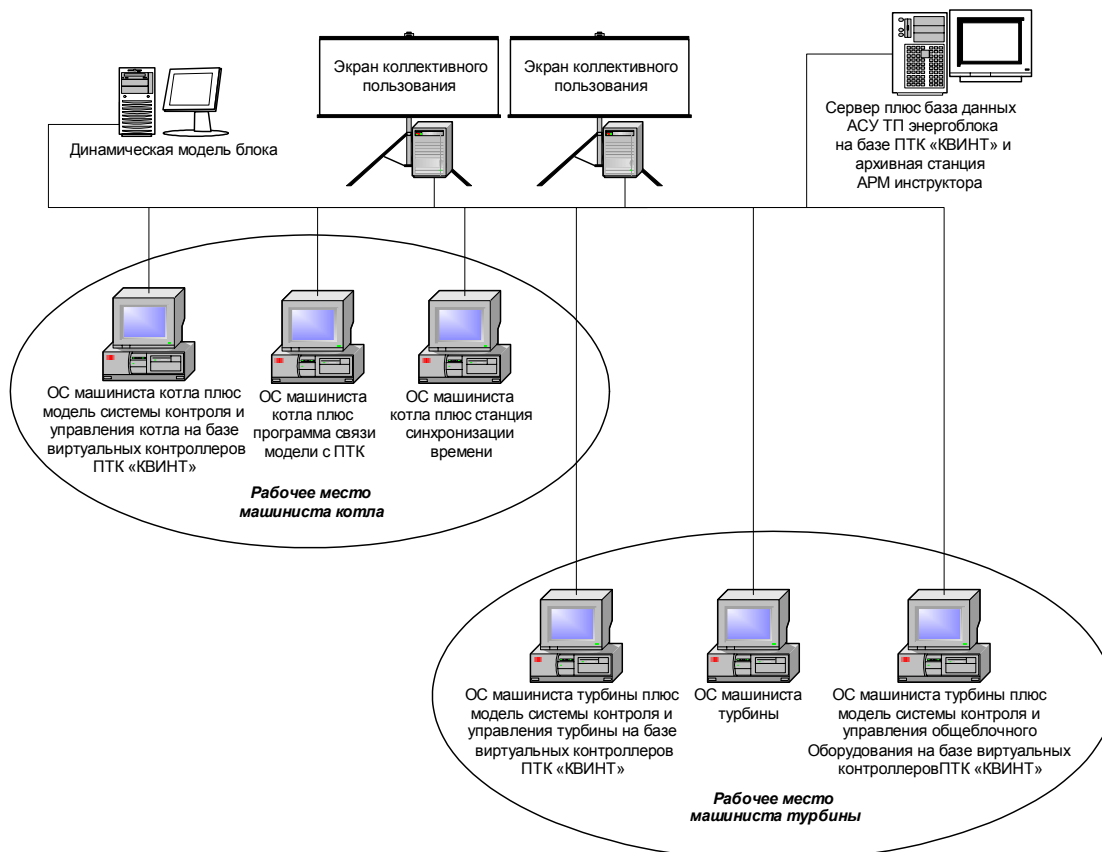 Экран коллективного
пользования
Экран коллективного
пользования
Динамическая модель блока
Сервер плюс база данных
АСУ ТП энергоблока
на базе ПТК «КВИНТ» и
архивная станция
АРМ инструктора
ОС машиниста котла плюс
модель системы контроля и
управления котла на базе
виртуальных контроллеров
ПТК «КВИНТ»
ОС машиниста
котла плюс
программа связи
модели с ПТК
ОС машиниста
котла плюс станция
синхронизации
времени
Рабочее место
машиниста котла
ОС машиниста турбины плюс
модель системы контроля и
управления турбины на базе
виртуальных контроллеров
ПТК «КВИНТ»
ОС машиниста
турбины
ОС машиниста турбины плюс
модель системы контроля и
управления общеблочного
Оборудования на базе виртуальных
контроллеровПТК «КВИНТ»
Рабочее место
машиниста турбины